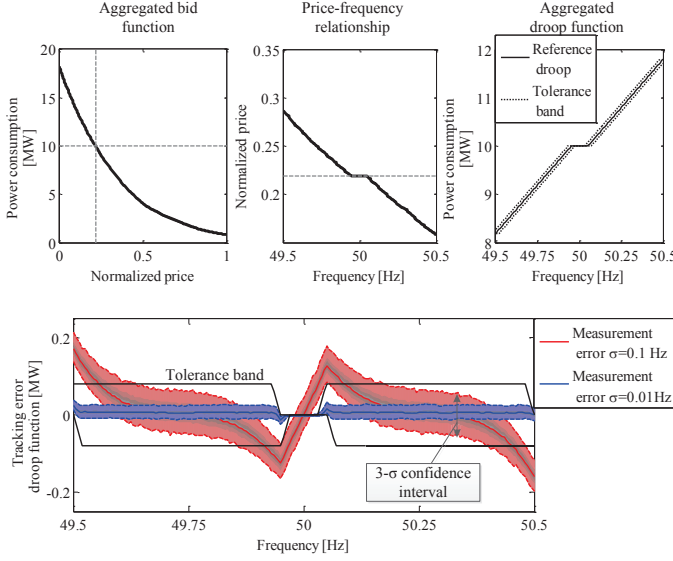 Aggregated bid
function
Price-frequency
relationship
Aggregated
droop function
Power consumption
[MW]
20
15
10
5
0
0
0.5
1
Normalized price
Normalized price
0.35
0.3
0.25
0.2
0.15
49.5
50
50.5
Frequency [Hz]
Power consumption
[MW]
12
11
10
9
8
49.5
50
50.5
Frequency [Hz]
Reference
droop
Tolerance
band
Tracking error
droop function [MW]
0.2
0
-0.2
49.5
49.75
50
50.25
50.5
Frequency [Hz]
Tolerance band
3-σ confidence
interval
Measurement
error σ=0.1 Hz
Measurement
error σ=0.01Hz